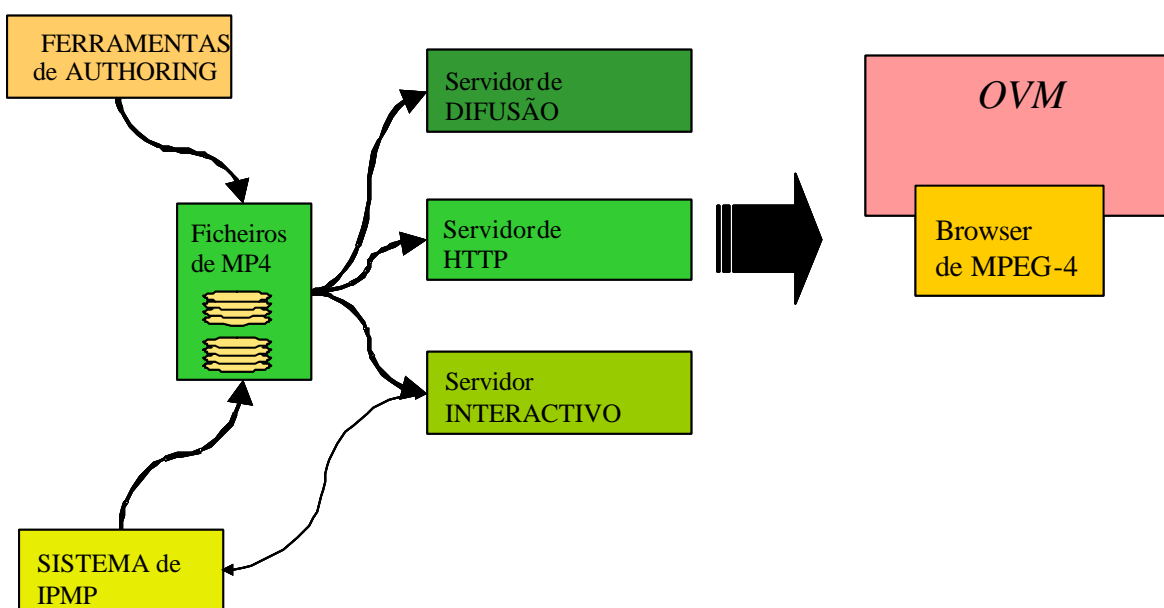 FERRAMENTAS
de AUTHORING
Servidor de
DIFUSÃO
OVM
Ficheiros
de MP4
Servidor de
HTTP
Browser
de MPEG-4
Servidor
INTERACTIVO
SISTEMA de
IPMP